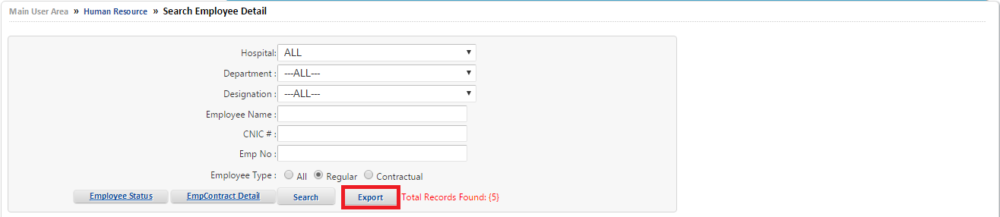 Main User Area » Human Resource » Search Employee Detail
Hospital: ALL
Department : ---ALL---
Designation : ---ALL---
Employee Name :
CNIC # :
Emp No :
Employee Type : All Regular Contractual
Employee Status EmpContract Detail Search Export Total Records Found: {5}